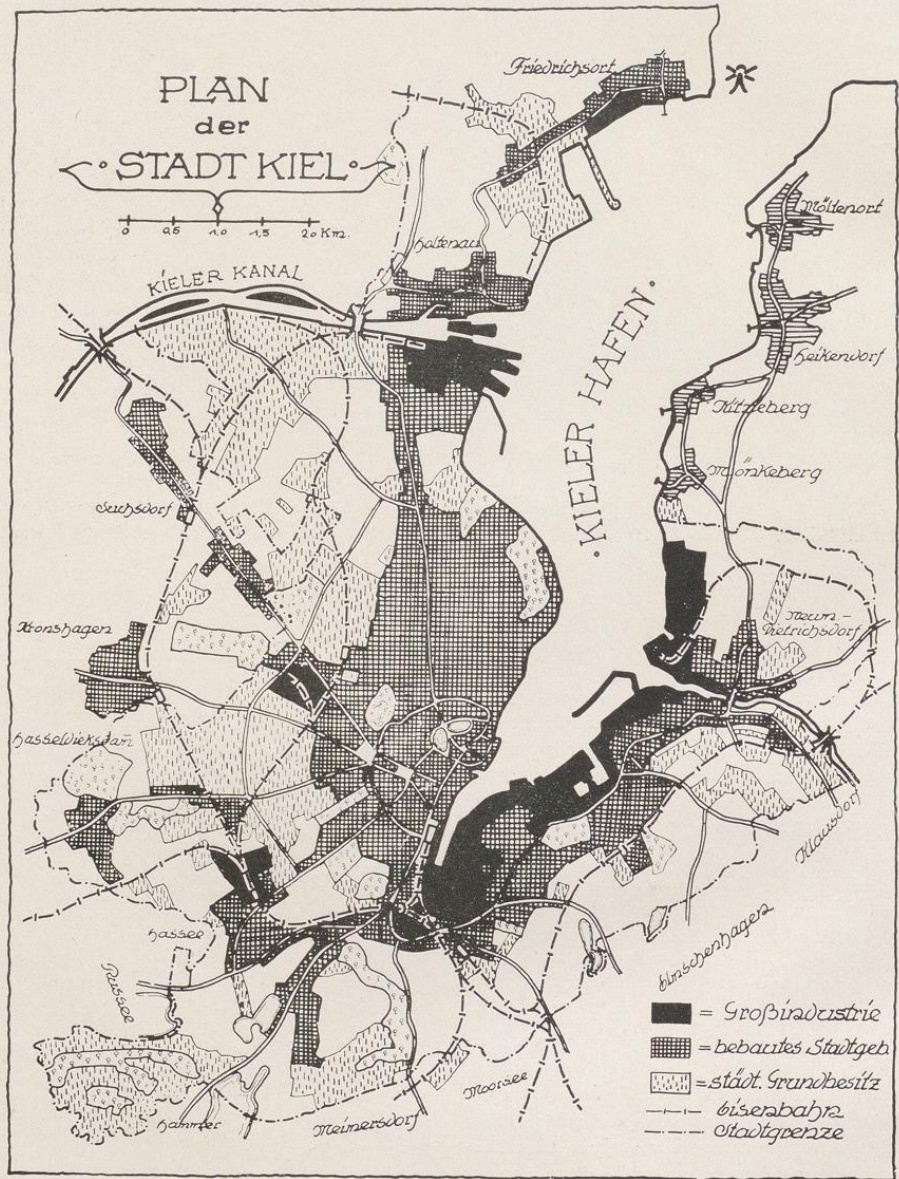 PLAN
der
STADT KIEL
0 0,5 1,0 1,5 2,0 Km.
Friedrichsort
Holtenau
KIELER KANAL
Möltenort
Heikendorf
Kitzeberg
Mönkeberg
·KIELER HAFEN·
Suchsdorf
Kronshagen
Neum-
Dietrichsdorf
Hasseldieksdam̄
Klausdorf
Hassee
Russee
Elmschenhagen
Hammer
Meimersdorf
Moorsee
= Großindustrie
= bebautes Stadtgeb
= städt. Grundbesitz
Eisenbahn
Stadtgrenze